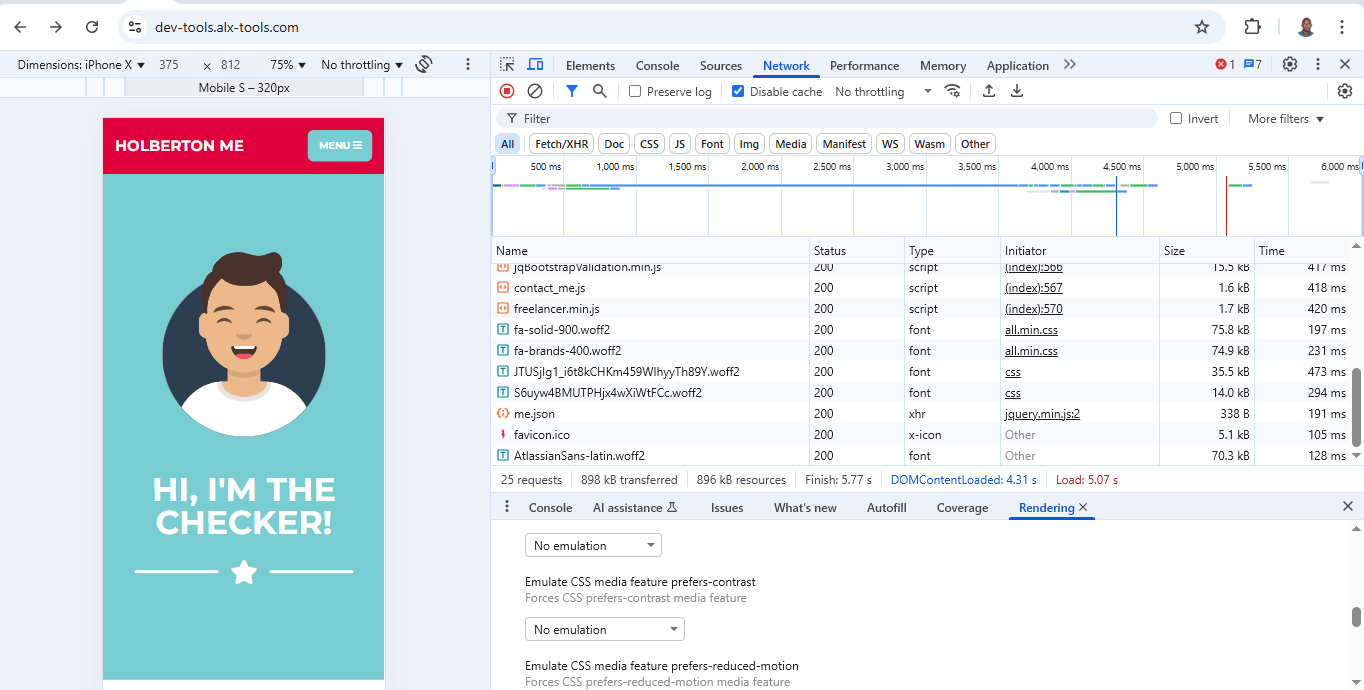 dev-tools.alx-tools.com
Dimensions: iPhone X ▼ 375 × 812 75% ▼ No throttling ▼
Mobile S – 320px
HOLBERTON ME
MENU
HI, I'M THE
CHECKER!
Elements Console Sources Network Performance Memory Application 1 7
Preserve log Disable cache No throttling
Filter Invert More filters
All Fetch/XHR Doc CSS JS Font Img Media Manifest WS Wasm Other
500 ms 1,000 ms 1,500 ms 2,000 ms 2,500 ms 3,000 ms 3,500 ms 4,000 ms 4,500 ms 5,000 ms 5,500 ms 6,000 ms
Name Status Type Initiator Size Time
jqBootstrapValidation.min.js 200 script (index):566 15.5 kB 417 ms
contact_me.js 200 script (index):567 1.6 kB 418 ms
freelancer.min.js 200 script (index):570 1.7 kB 420 ms
fa-solid-900.woff2 200 font all.min.css 75.8 kB 197 ms
fa-brands-400.woff2 200 font all.min.css 74.9 kB 231 ms
JTUSjIg1_i6t8kCHKm459WlhyyTh89Y.woff2 200 font css 35.5 kB 473 ms
S6uyw4BMUTPHjx4wXiWtFCc.woff2 200 font css 14.0 kB 294 ms
me.json 200 xhr jquery.min.js:2 338 B 191 ms
favicon.ico 200 x-icon Other 5.1 kB 105 ms
AtlassianSans-latin.woff2 200 font Other 70.3 kB 128 ms
25 requests 898 kB transferred 896 kB resources Finish: 5.77 s DOMContentLoaded: 4.31 s Load: 5.07 s
Console AI assistance Issues What's new Autofill Coverage Rendering
No emulation
Emulate CSS media feature prefers-contrast
Forces CSS prefers-contrast media feature
No emulation
Emulate CSS media feature prefers-reduced-motion
Forces CSS prefers-reduced-motion media feature